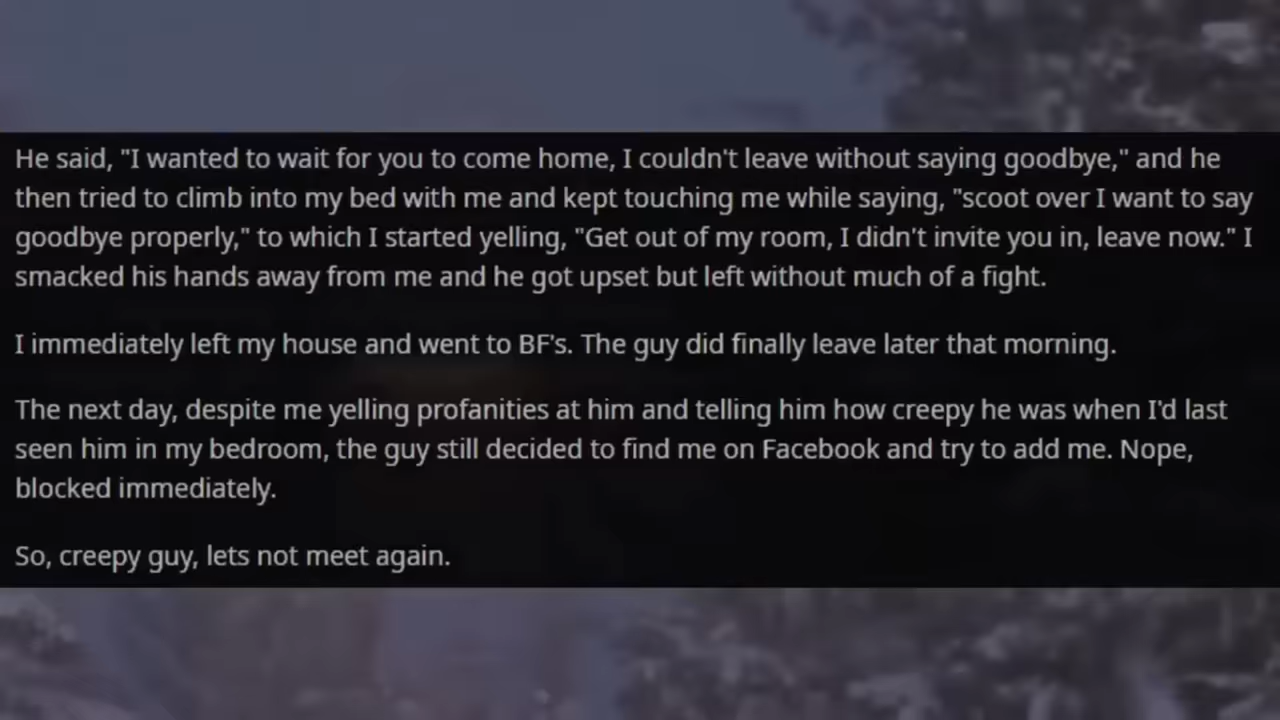 He said, "I wanted to wait for you to come home, I couldn't leave without saying goodbye," and he
then tried to climb into my bed with me and kept touching me while saying, "scoot over I want to say
goodbye properly," to which I started yelling, "Get out of my room, I didn't invite you in, leave now." I
smacked his hands away from me and he got upset but left without much of a fight.
I immediately left my house and went to BF's. The guy did finally leave later that morning.
The next day, despite me yelling profanities at him and telling him how creepy he was when I'd last
seen him in my bedroom, the guy still decided to find me on Facebook and try to add me. Nope,
blocked immediately.
So, creepy guy, lets not meet again.